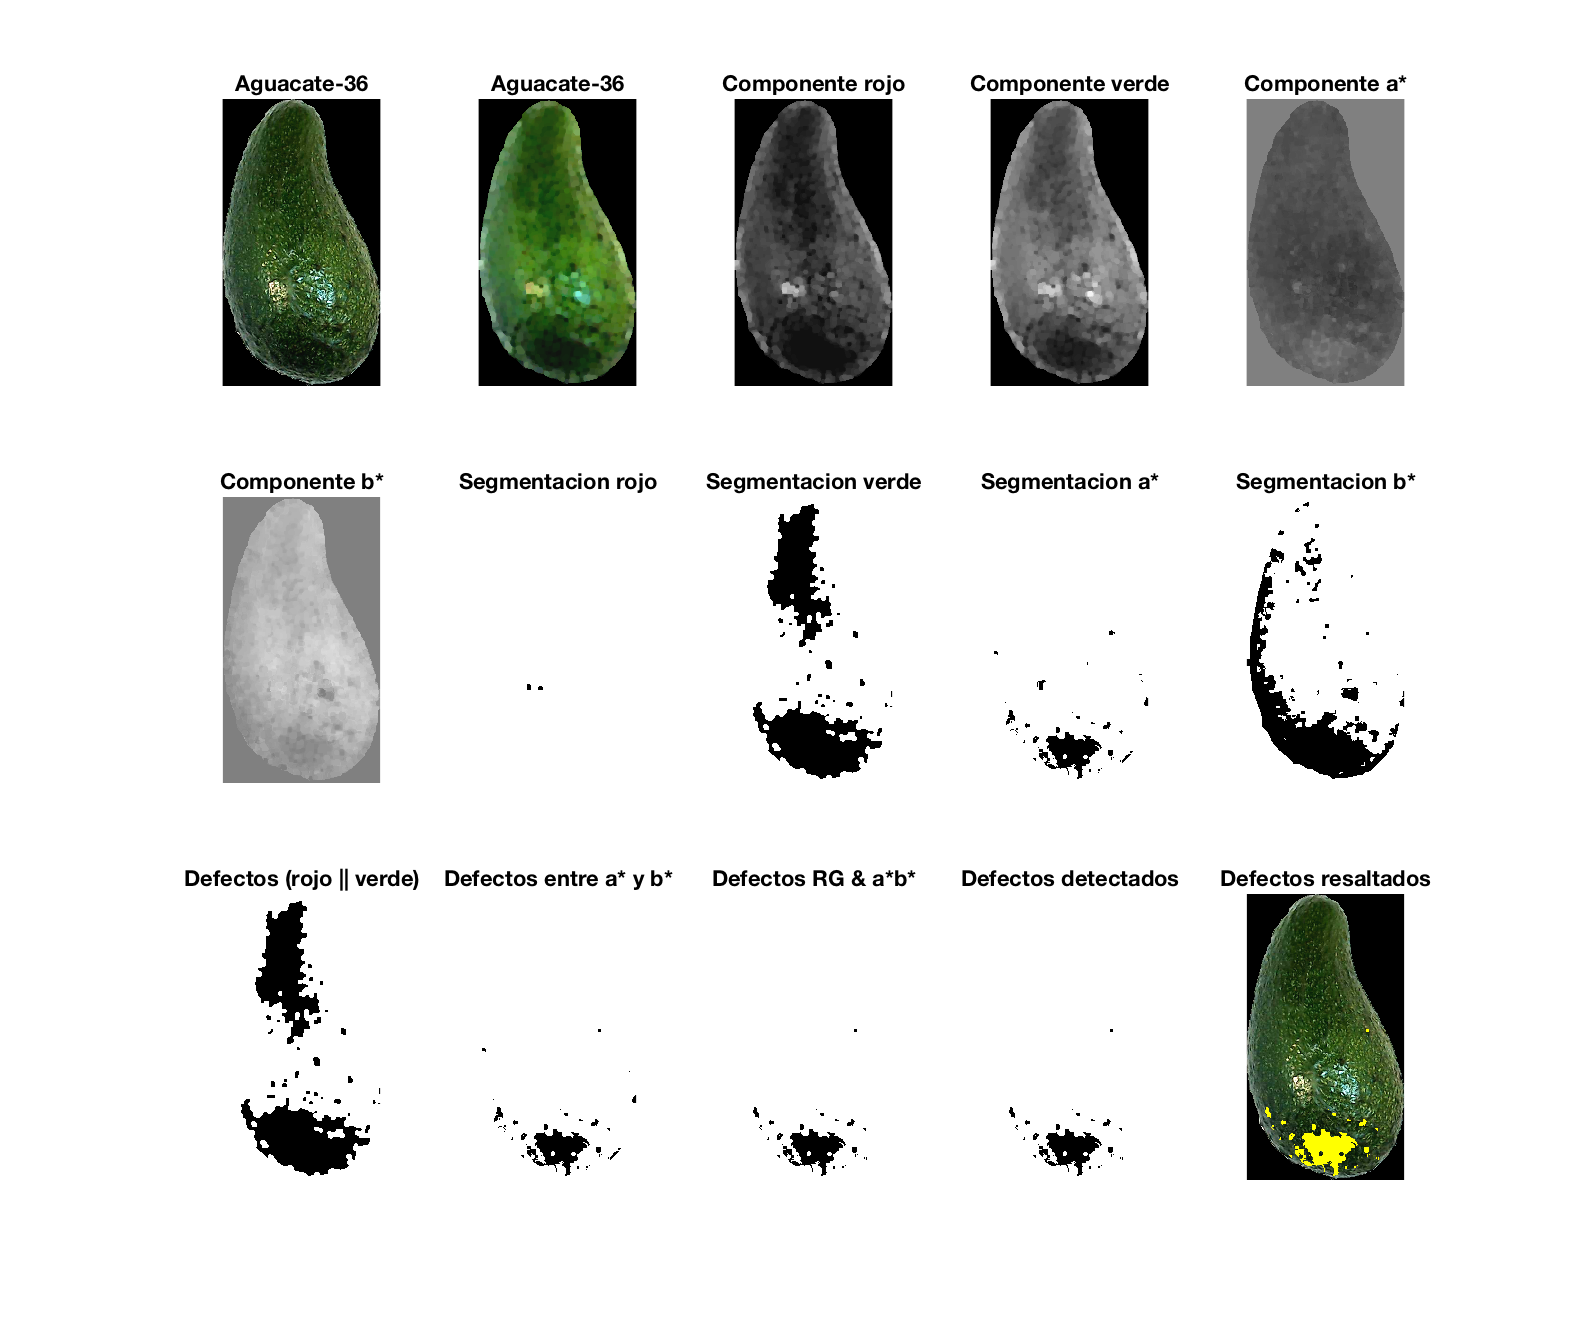 Aguacate-36
Aguacate-36
Componente rojo
Componente verde
Componente a*
Componente b*
Segmentacion rojo
Segmentacion verde
Segmentacion a*
Segmentacion b*
Defectos (rojo || verde)
Defectos entre a* y b*
Defectos RG & a*b*
Defectos detectados
Defectos resaltados